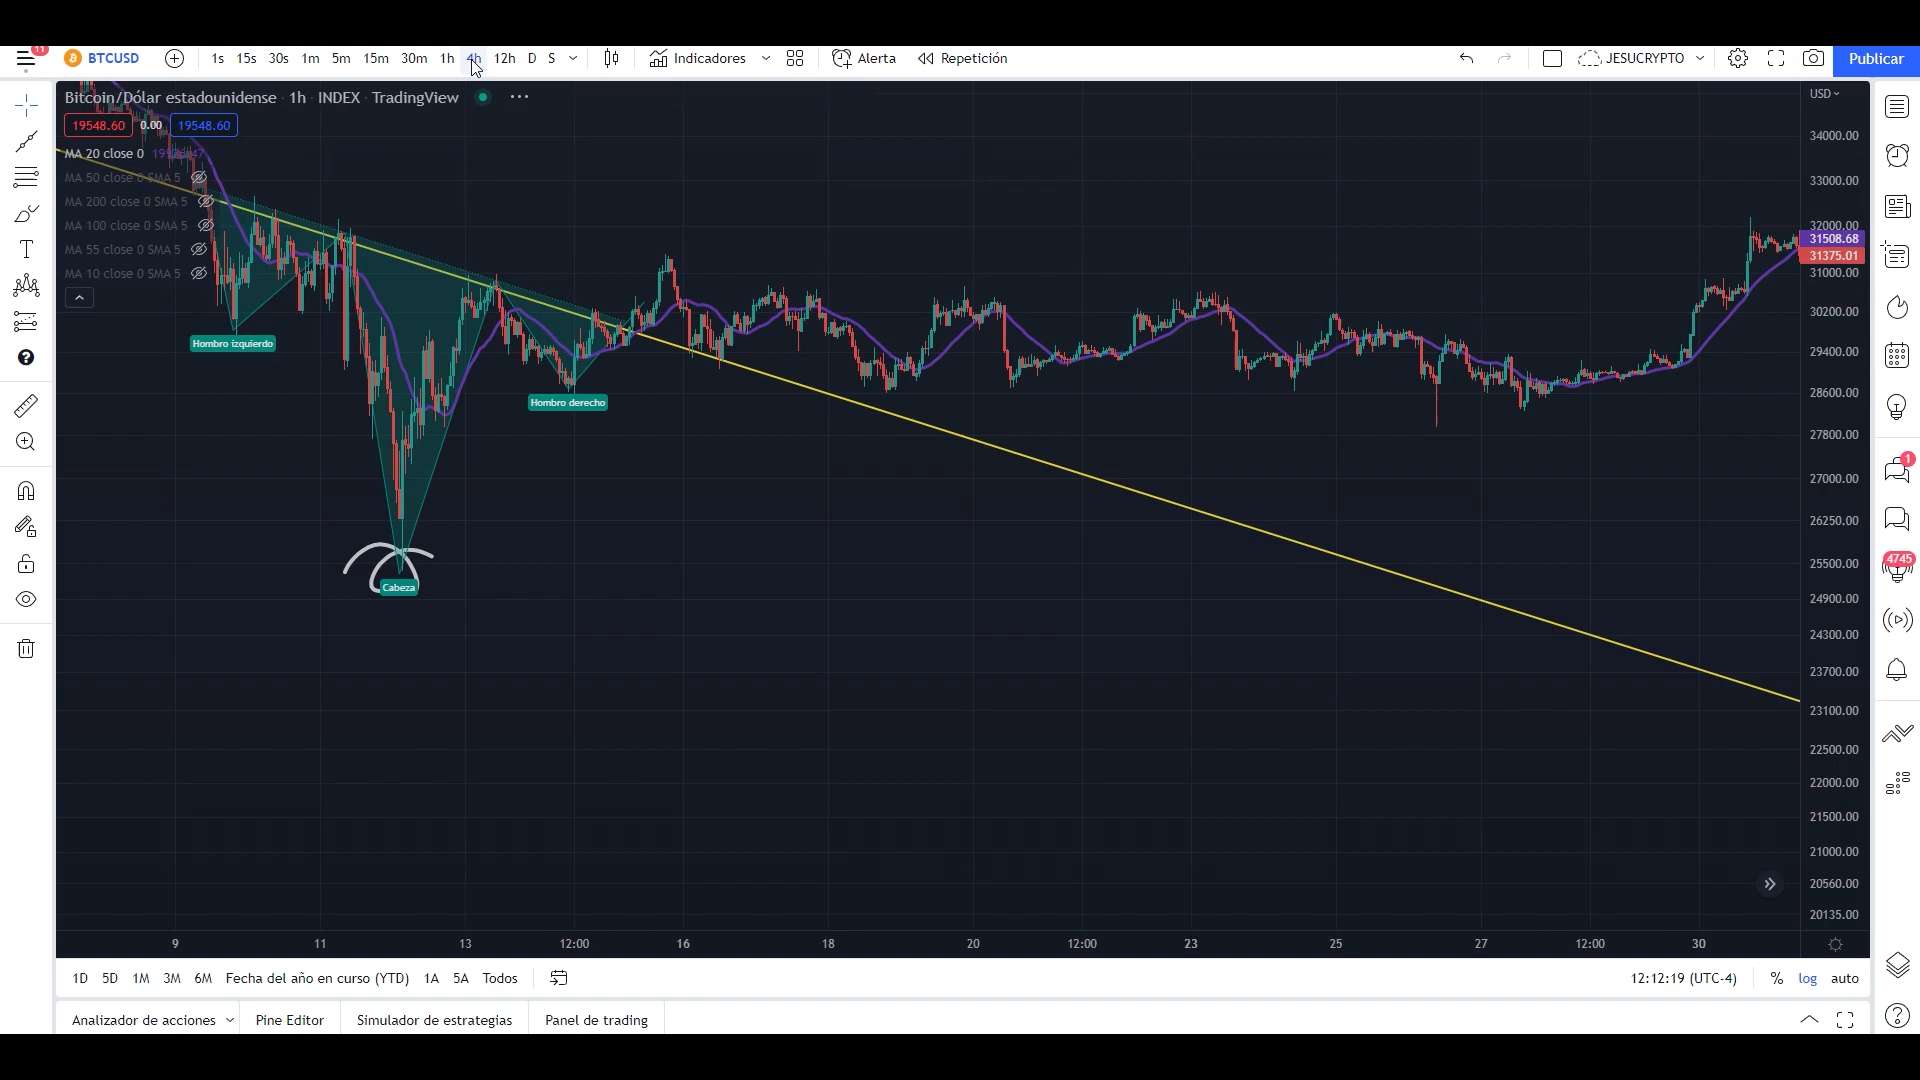 11
BTCUSD 1s 15s 30s 1m 5m 15m 30m 1h 4h 12h D S Indicadores Alerta Repetición JESUCRYPTO Publicar
Bitcoin/Dólar estadounidense · 1h · INDEX · TradingView
USD
19548.60 0.00 19548.60
34000.00
MA 20 close 0
MA 50 close 0 SMA 5
33000.00
MA 200 close 0 SMA 5
MA 100 close 0 SMA 5
32000.00
31508.68
MA 55 close 0 SMA 5
31375.01
MA 10 close 0 SMA 5
31000.00
30200.00
Hombro izquierdo
29400.00
28600.00
Hombro derecho
27800.00
1
27000.00
26250.00
25500.00
4745
Cabeza
24900.00
24300.00
23700.00
23100.00
22500.00
22000.00
21500.00
21000.00
20560.00
20135.00
9 11 13 12:00 16 18 20 12:00 23 25 27 12:00 30
1D 5D 1M 3M 6M Fecha del año en curso (YTD) 1A 5A Todos 12:12:19 (UTC-4) % log auto
Analizador de acciones Pine Editor Simulador de estrategias Panel de trading